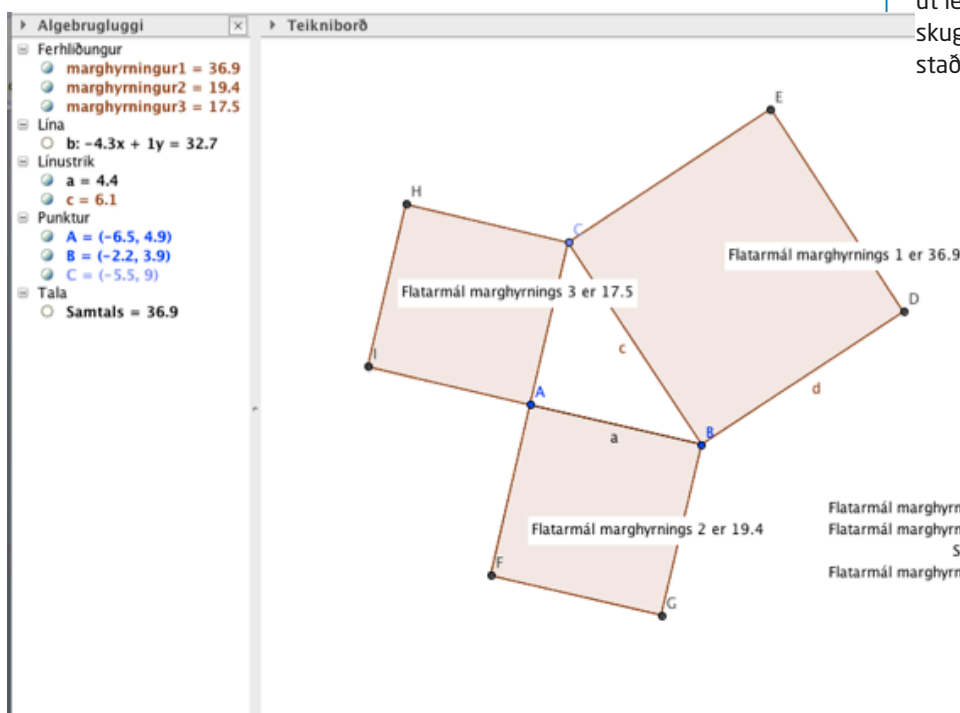 Algebrugluggi
Ferhliðungur
marghyrningur1 = 36.9
marghyrningur2 = 19.4
marghyrningur3 = 17.5
Lína
b: -4.3x + 1y = 32.7
Línustrik
a = 4.4
c = 6.1
Punktur
A = (-6.5, 4.9)
B = (-2.2, 3.9)
C = (-5.5, 9)
Tala
Samtals = 36.9
Teikniborð
E
H
C
Flatarmál marghyrnings 1 er 36.9
Flatarmál marghyrnings 3 er 17.5
D
c
I
d
A
B
a
Flatarmál marghyrnings 2 er 19.4
F
G
Flatarmál
Flatarmál
S
Flatarmál